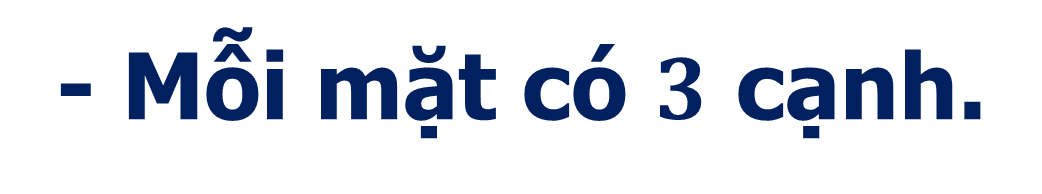 - Mỗi mặt có 3 cạnh.